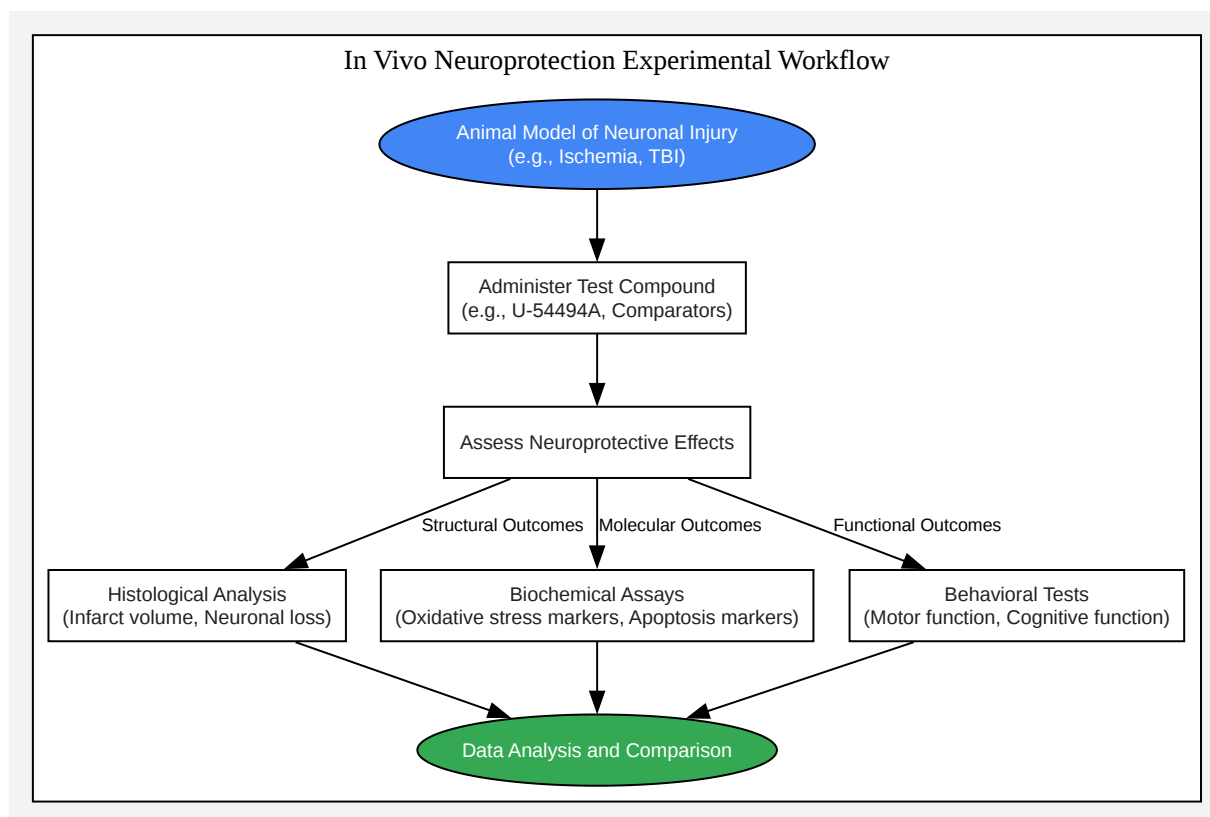 In Vivo Neuroprotection Experimental Workflow
Animal Model of Neuronal Injury
(e.g., Ischemia, TBI)
Administer Test Compound
(e.g., U-54494A, Comparators)
Assess Neuroprotective Effects
Structural Outcomes
Molecular Outcomes
Functional Outcomes
Histological Analysis
(Infarct volume, Neuronal loss)
Biochemical Assays
(Oxidative stress markers, Apoptosis markers)
Behavioral Tests
(Motor function, Cognitive function)
Data Analysis and Comparison